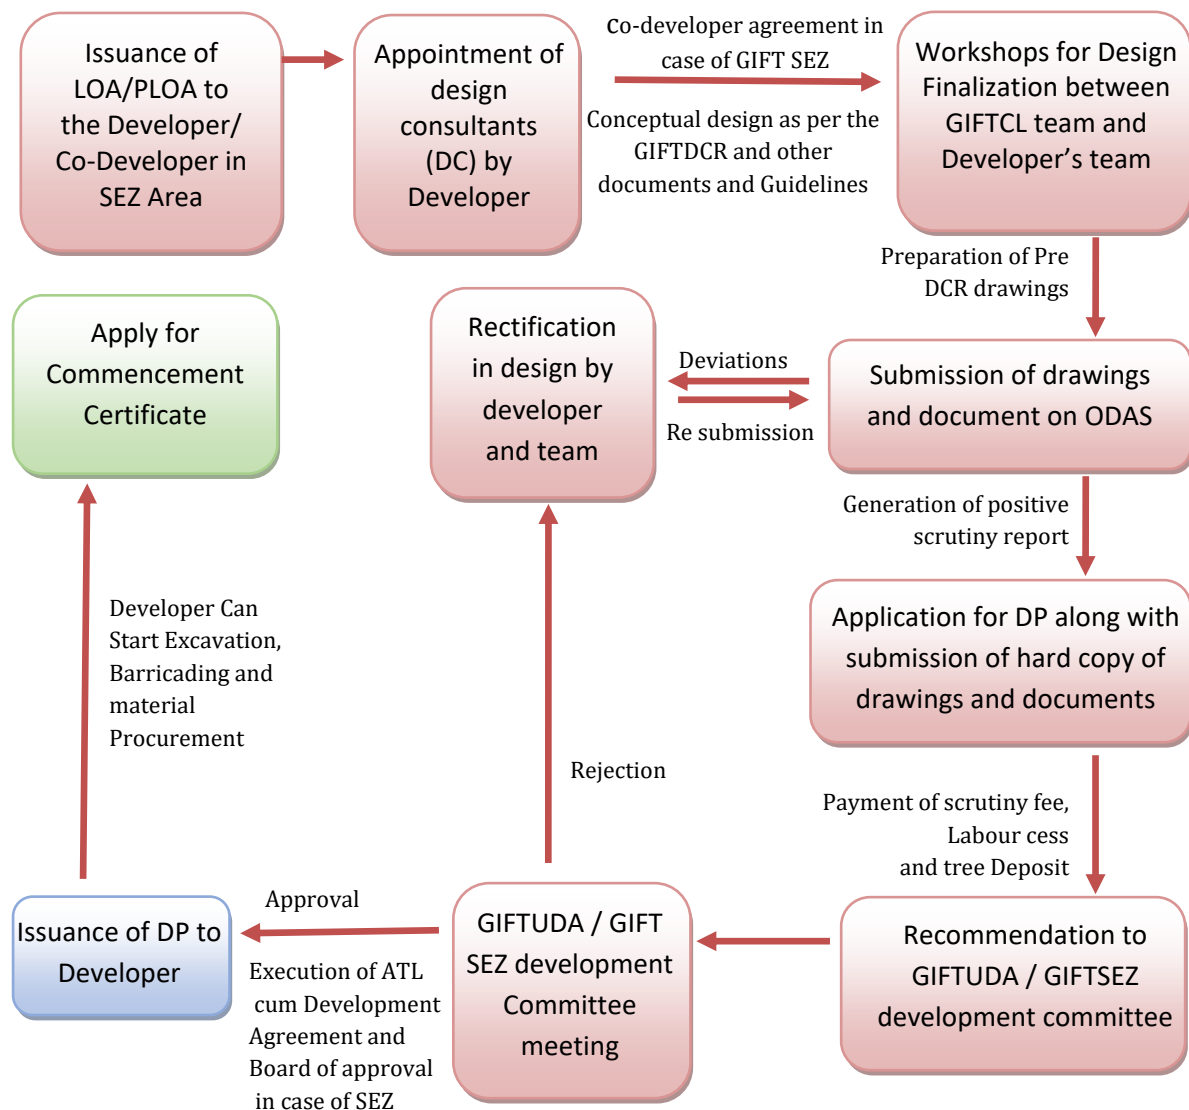 Issuance of
LOA/PLOA to
the Developer/
Co-Developer in
SEZ Area
Appointment of
design
consultants
(DC) by
Developer
Co-developer agreement in
case of GIFT SEZ
Conceptual design as per the
GIFTDCR and other
documents and Guidelines
Workshops for Design
Finalization between
GIFTCL team and
Developer’s team
Preparation of Pre
DCR drawings
Submission of drawings
and document on ODAS
Deviations
Re submission
Rectification
in design by
developer
and team
Generation of positive
scrutiny report
Application for DP along with
submission of hard copy of
drawings and documents
Payment of scrutiny fee,
Labour cess
and tree Deposit
Recommendation to
GIFTUDA / GIFTSEZ
development committee
GIFTUDA / GIFT
SEZ development
Committee
meeting
Rejection
Approval
Execution of ATL
cum Development
Agreement and
Board of approval
in case of SEZ
Issuance of DP to
Developer
Developer Can
Start Excavation,
Barricading and
material
Procurement
Apply for
Commencement
Certificate